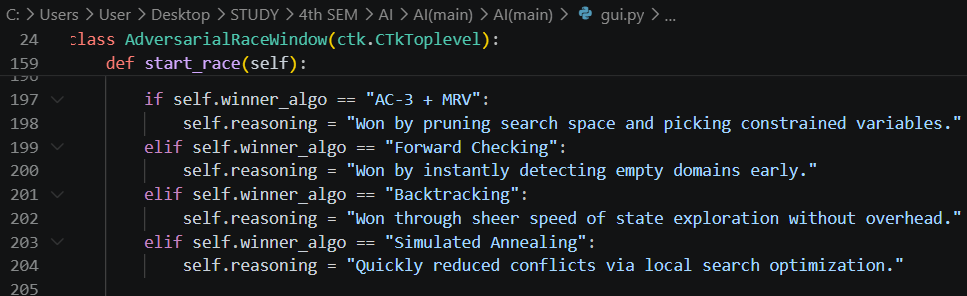 C: > Users > User > Desktop > STUDY > 4th SEM > AI > AI(main) > AI(main) > gui.py > ...
24 class AdversarialRaceWindow(ctk.CTkToplevel):
159 def start_race(self):
197 if self.winner_algo == "AC-3 + MRV":
198 self.reasoning = "Won by pruning search space and picking constrained variables."
199 elif self.winner_algo == "Forward Checking":
200 self.reasoning = "Won by instantly detecting empty domains early."
201 elif self.winner_algo == "Backtracking":
202 self.reasoning = "Won through sheer speed of state exploration without overhead."
203 elif self.winner_algo == "Simulated Annealing":
204 self.reasoning = "Quickly reduced conflicts via local search optimization."
205